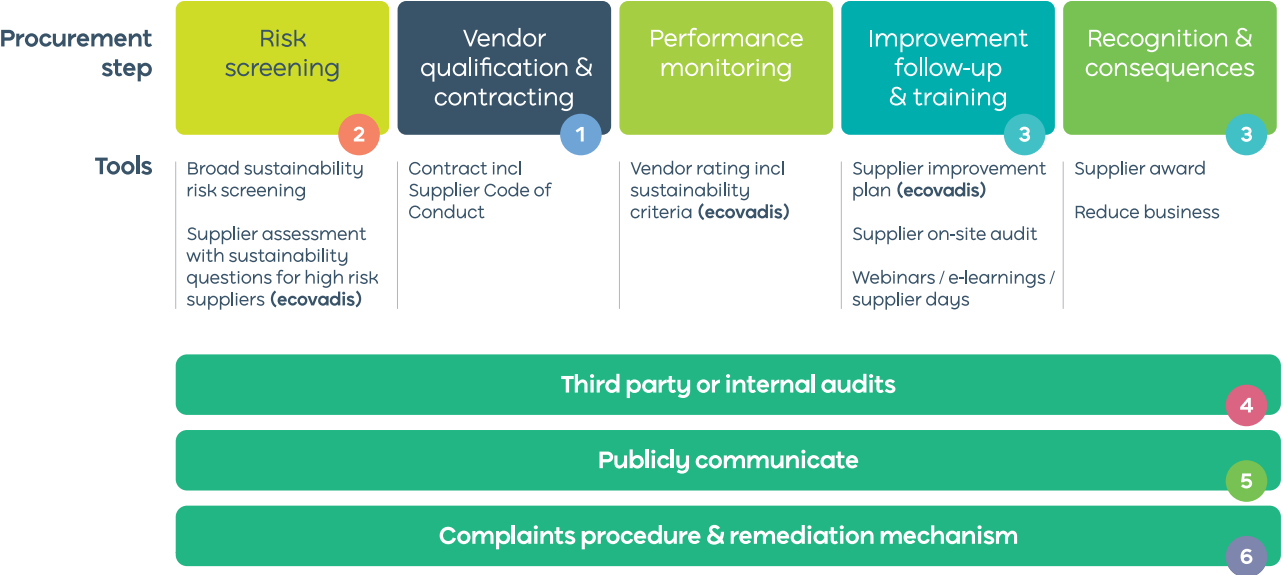 Procurement
step
Risk
screening
2
Vendor
qualification &
contracting
1
Performance
monitoring
Improvement
follow-up
& training
3
Recognition &
consequences
3
Tools
Broad sustainability
risk screening
Supplier assessment
with sustainability
questions for high risk
suppliers (ecovadis)
Contract incl
Supplier Code of
Conduct
Vendor rating incl
sustainability
criteria (ecovadis)
Supplier improvement
plan (ecovadis)
Supplier on-site audit
Webinars / e-learnings /
supplier days
Supplier award
Reduce business
Third party or internal audits
4
Publicly communicate
5
Complaints procedure & remediation mechanism
6